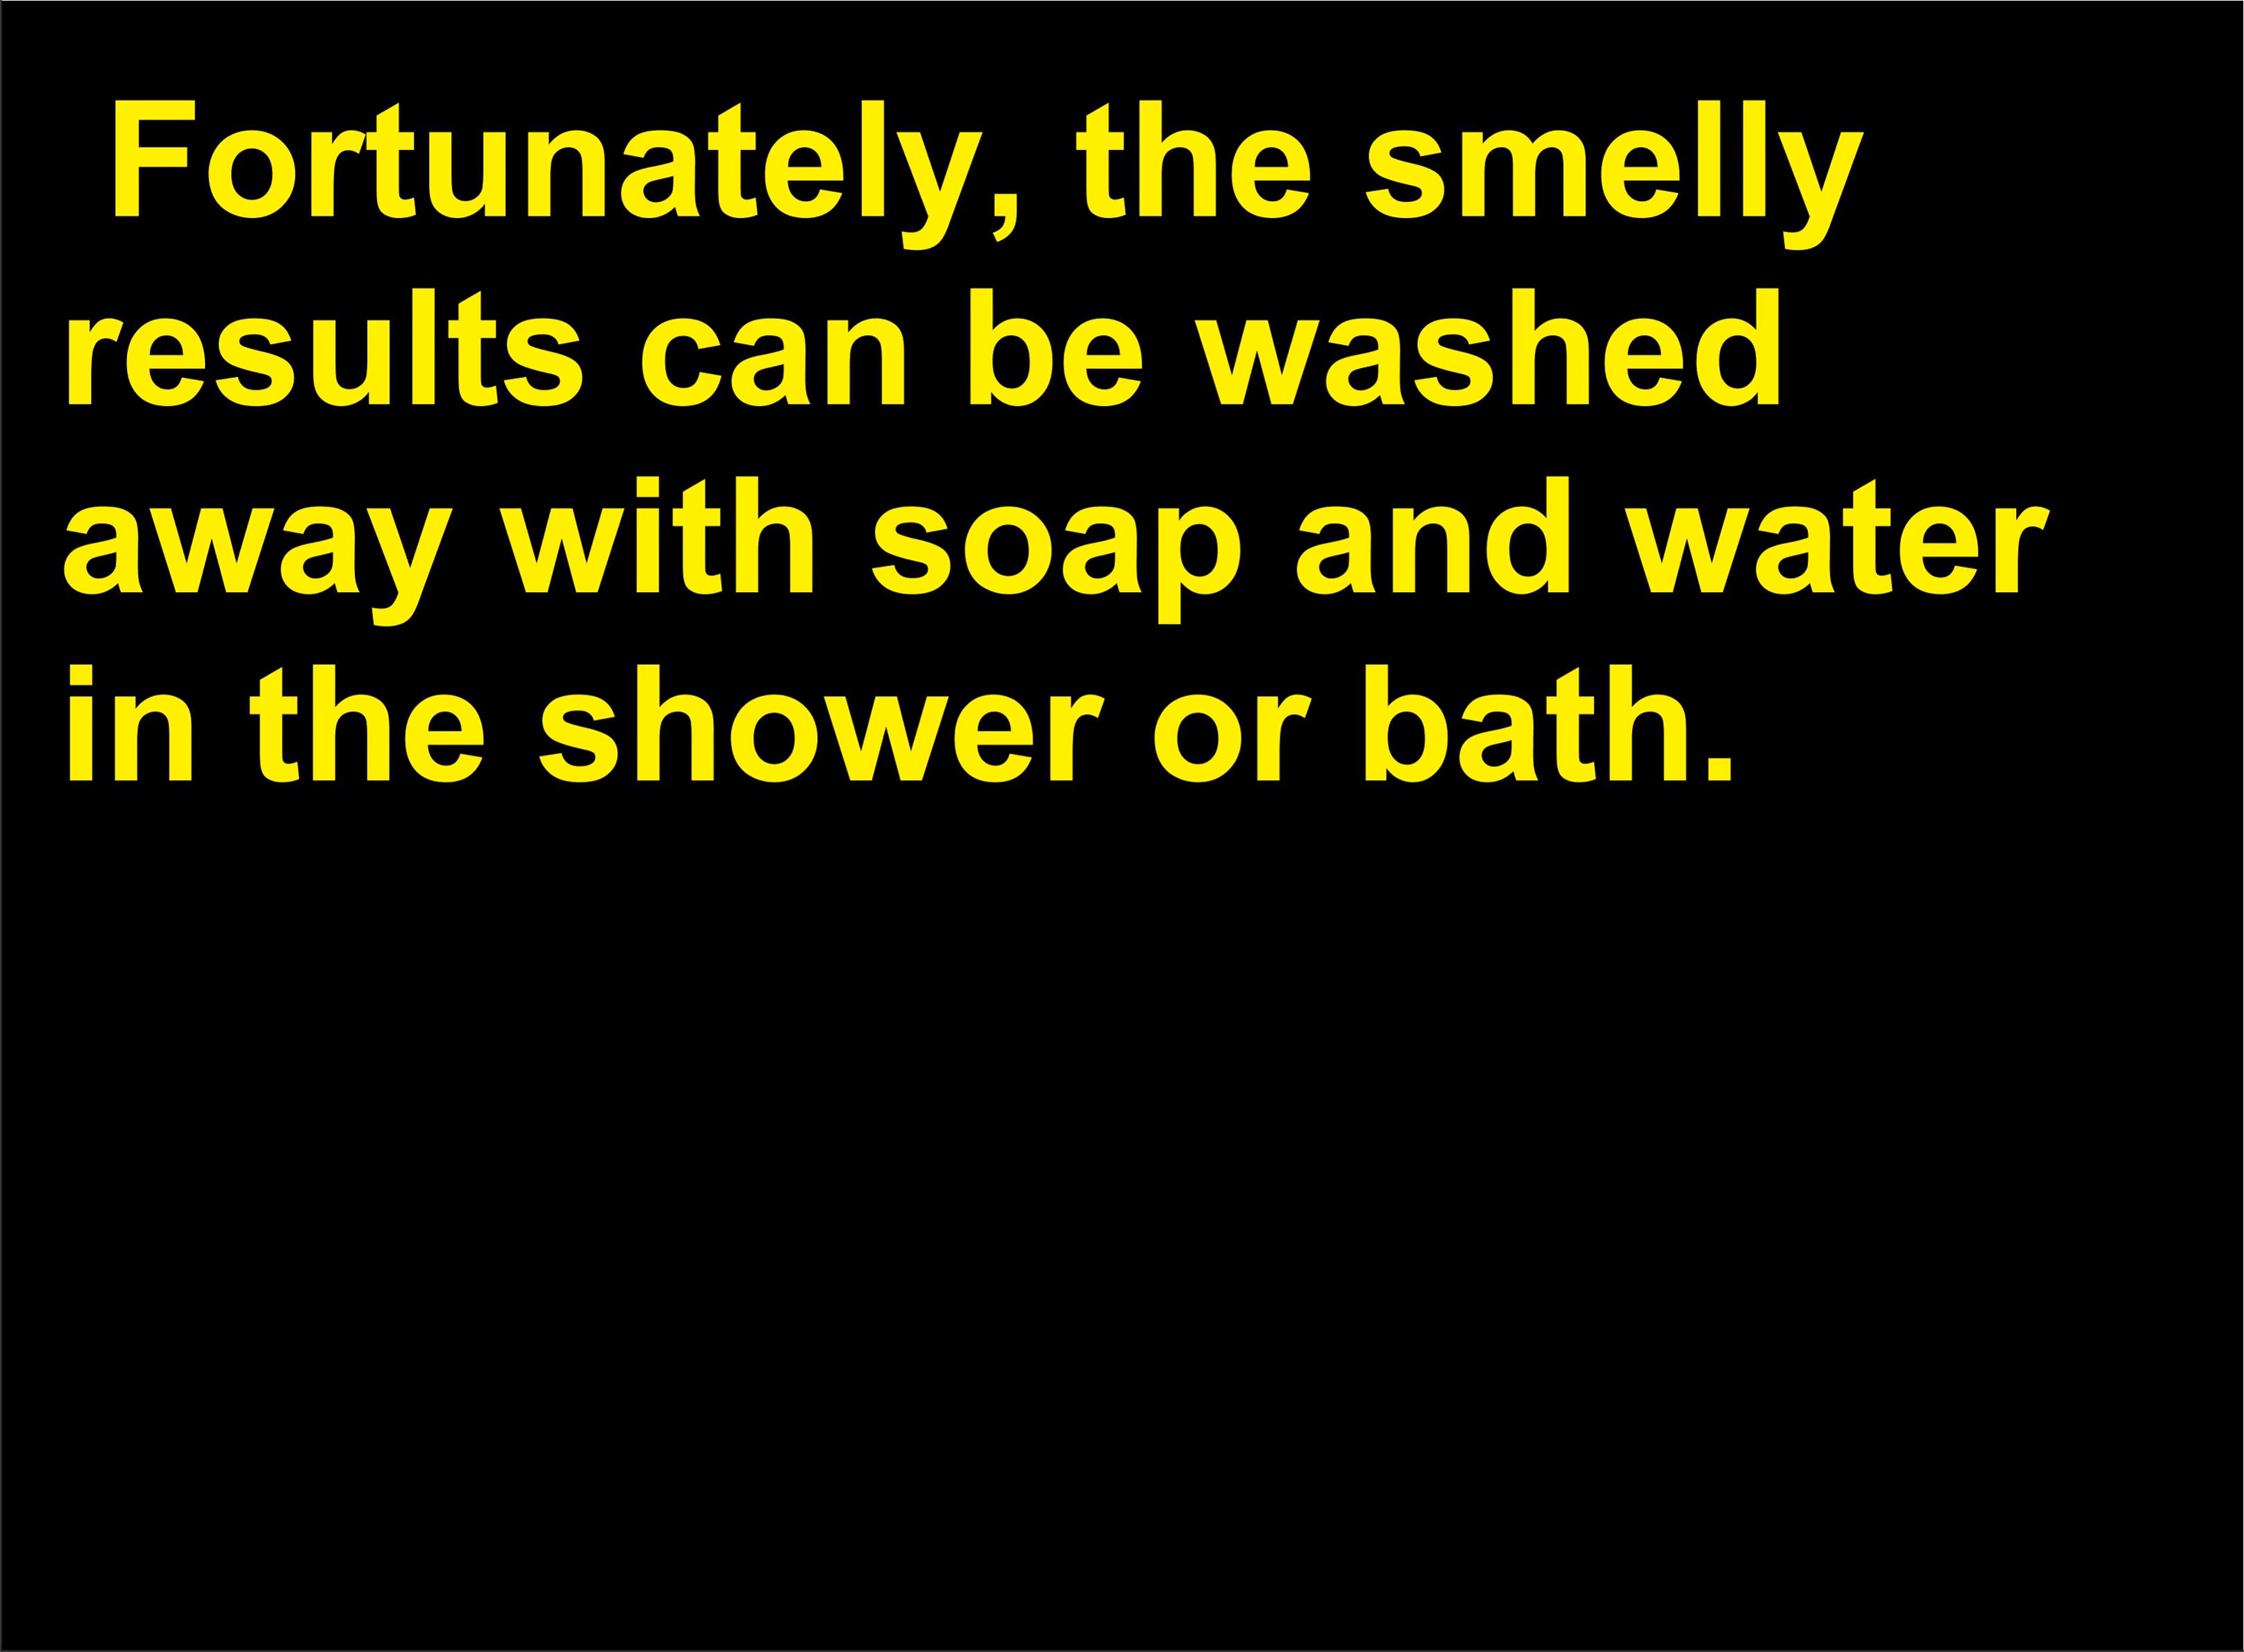 Fortunately, the smelly
results can be washed
away with soap and water
in the shower or bath.